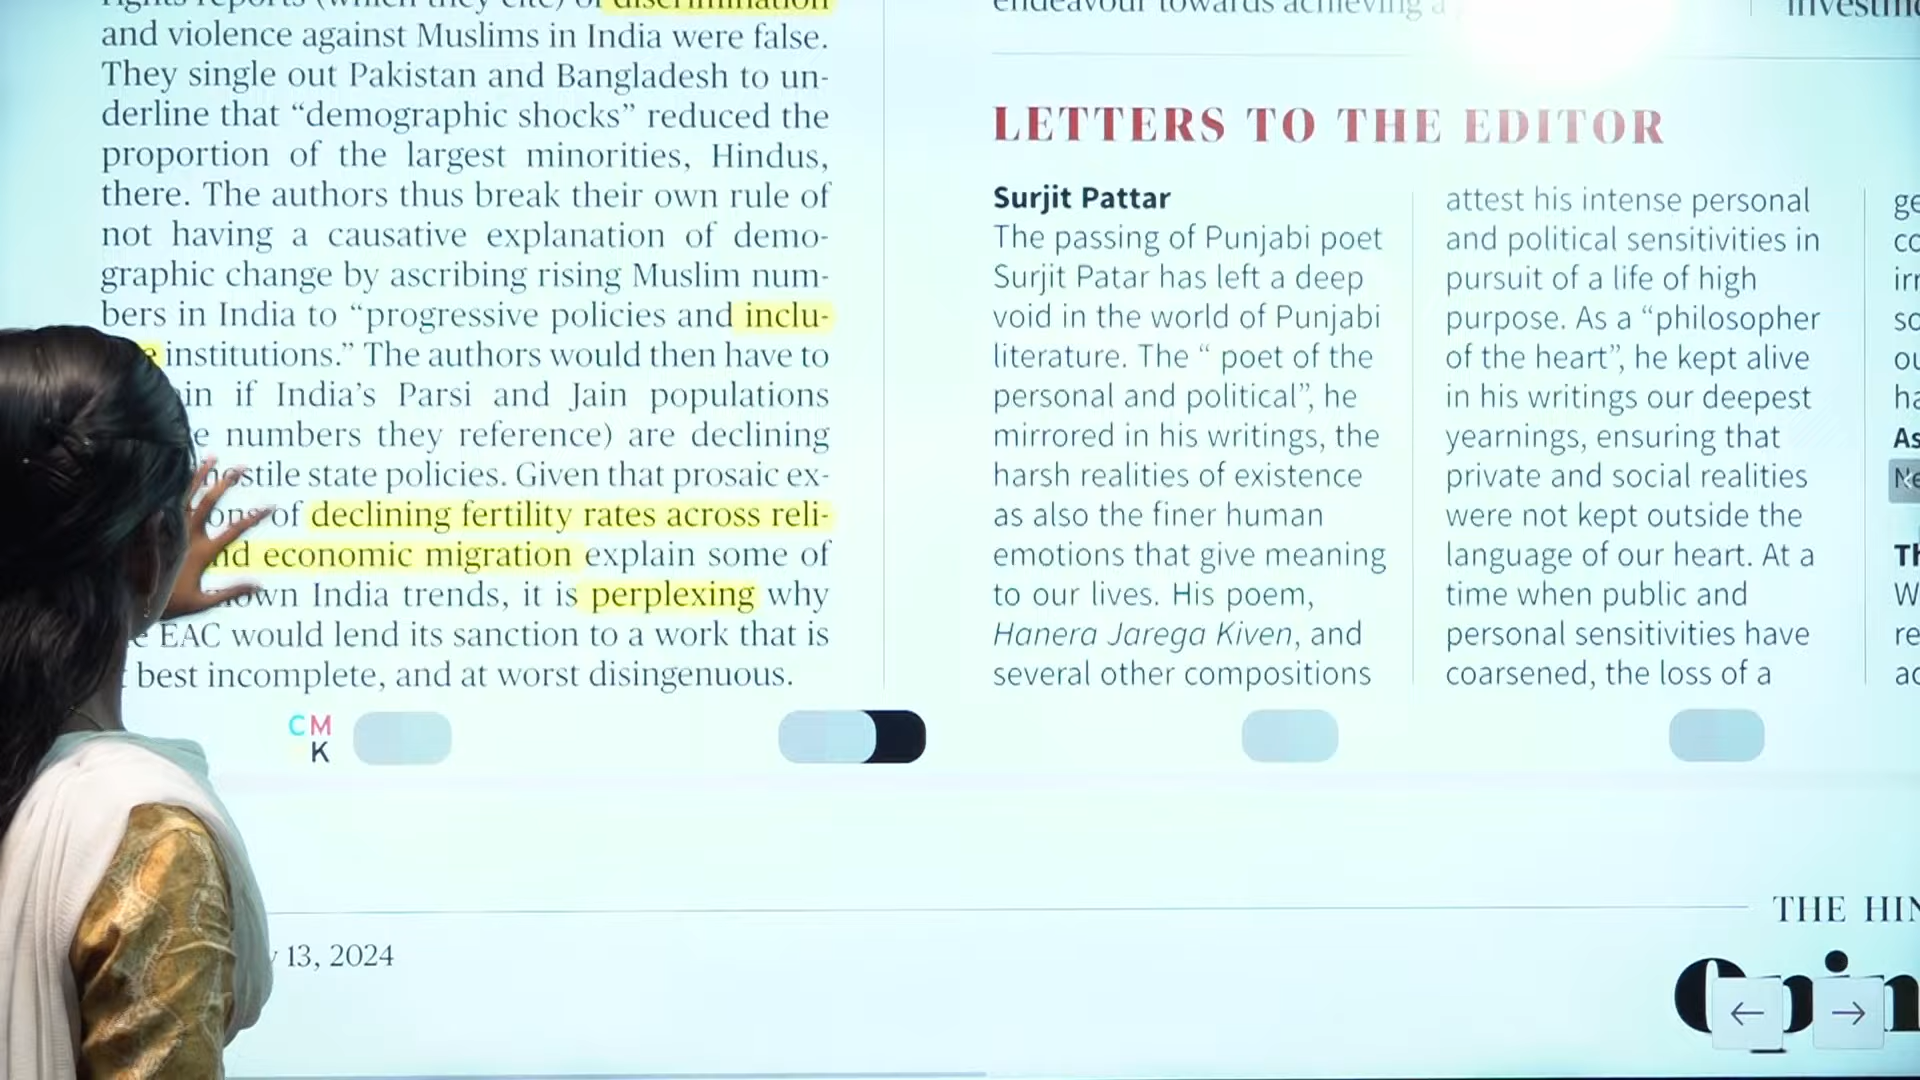 discrimination
and violence against Muslims in India were false.
They single out Pakistan and Bangladesh to un-
derline that “demographic shocks” reduced the
proportion of the largest minorities, Hindus,
there. The authors thus break their own rule of
not having a causative explanation of demo-
graphic change by ascribing rising Muslim num-
bers in India to “progressive policies and inclu-
institutions.” The authors would then have to
if India’s Parsi and Jain populations
numbers they reference) are declining
hostile state policies. Given that prosaic ex-
of declining fertility rates across reli-
economic migration explain some of
India trends, it is perplexing why
EAC would lend its sanction to a work that is
best incomplete, and at worst disingenuous.
CM
K
endeavour towards achieving a
LETTERS TO THE EDITOR
Surjit Pattar
The passing of Punjabi poet
Surjit Patar has left a deep
void in the world of Punjabi
literature. The “ poet of the
personal and political”, he
mirrored in his writings, the
harsh realities of existence
as also the finer human
emotions that give meaning
to our lives. His poem,
Hanera Jarega Kiven, and
several other compositions
attest his intense personal
and political sensitivities in
pursuit of a life of high
purpose. As a “philosopher
of the heart”, he kept alive
in his writings our deepest
yearnings, ensuring that
private and social realities
were not kept outside the
language of our heart. At a
time when public and
personal sensitivities have
coarsened, the loss of a
13, 2024
THE